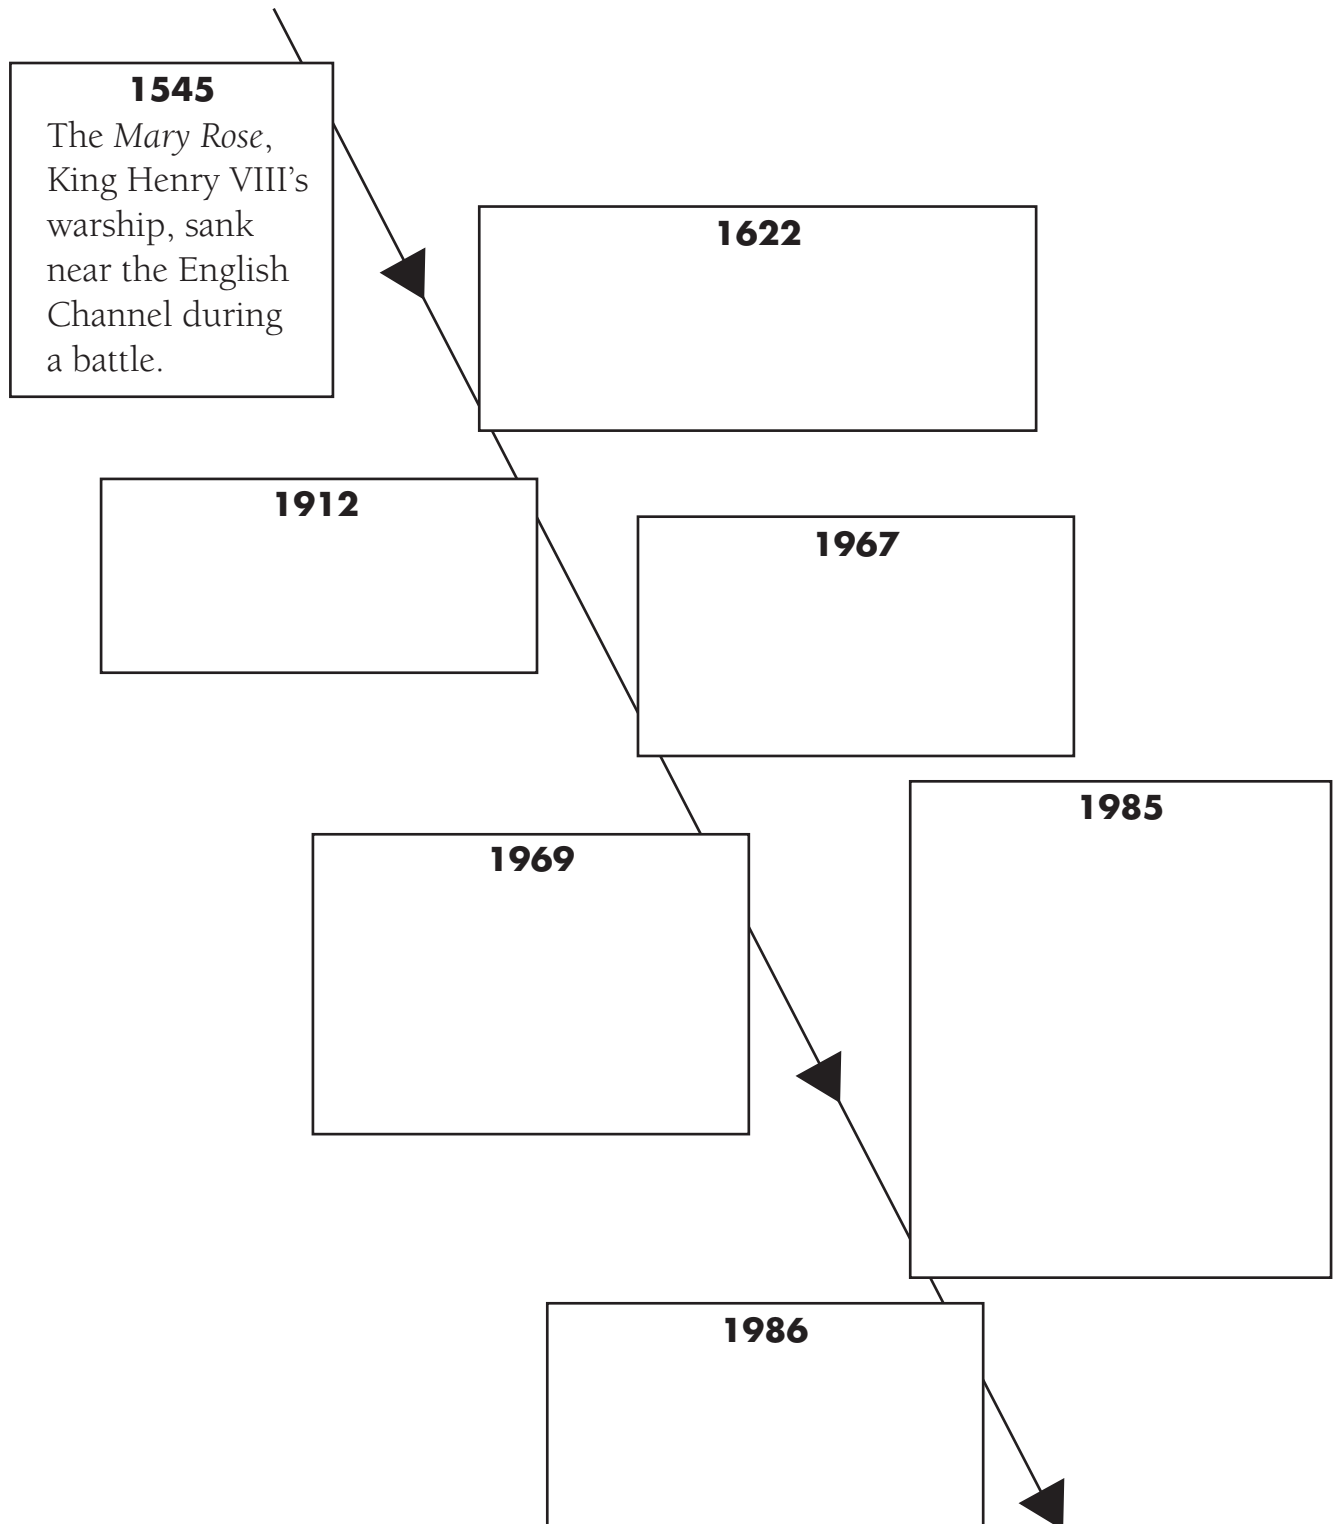 1545
The Mary Rose,
King Henry VIII’s
warship, sank
near the English
Channel during
a battle.
1622
1912
1967
1969
1985
1986